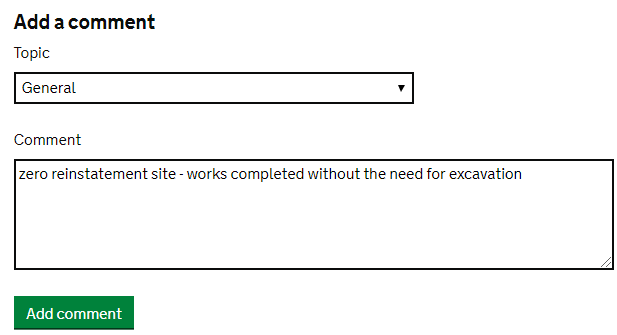 Add a comment
Topic
General
Comment
zero reinstatement site - works completed without the need for excavation
Add comment